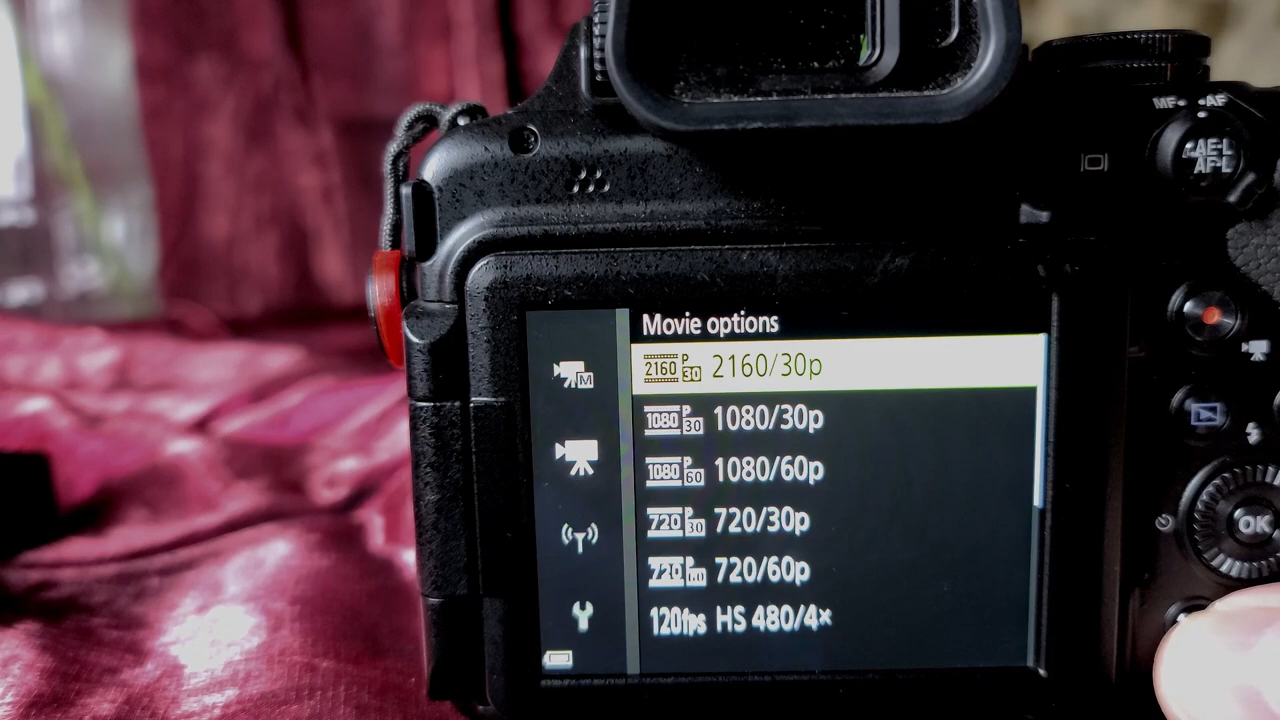 MF AF
AE-L
AF-L
Movie options
2160 P 30 2160/30p
1080 P 30 1080/30p
1080 P 60 1080/60p
720 P 30 720/30p
720 P 60 720/60p
120fps HS 480/4×
M
OK